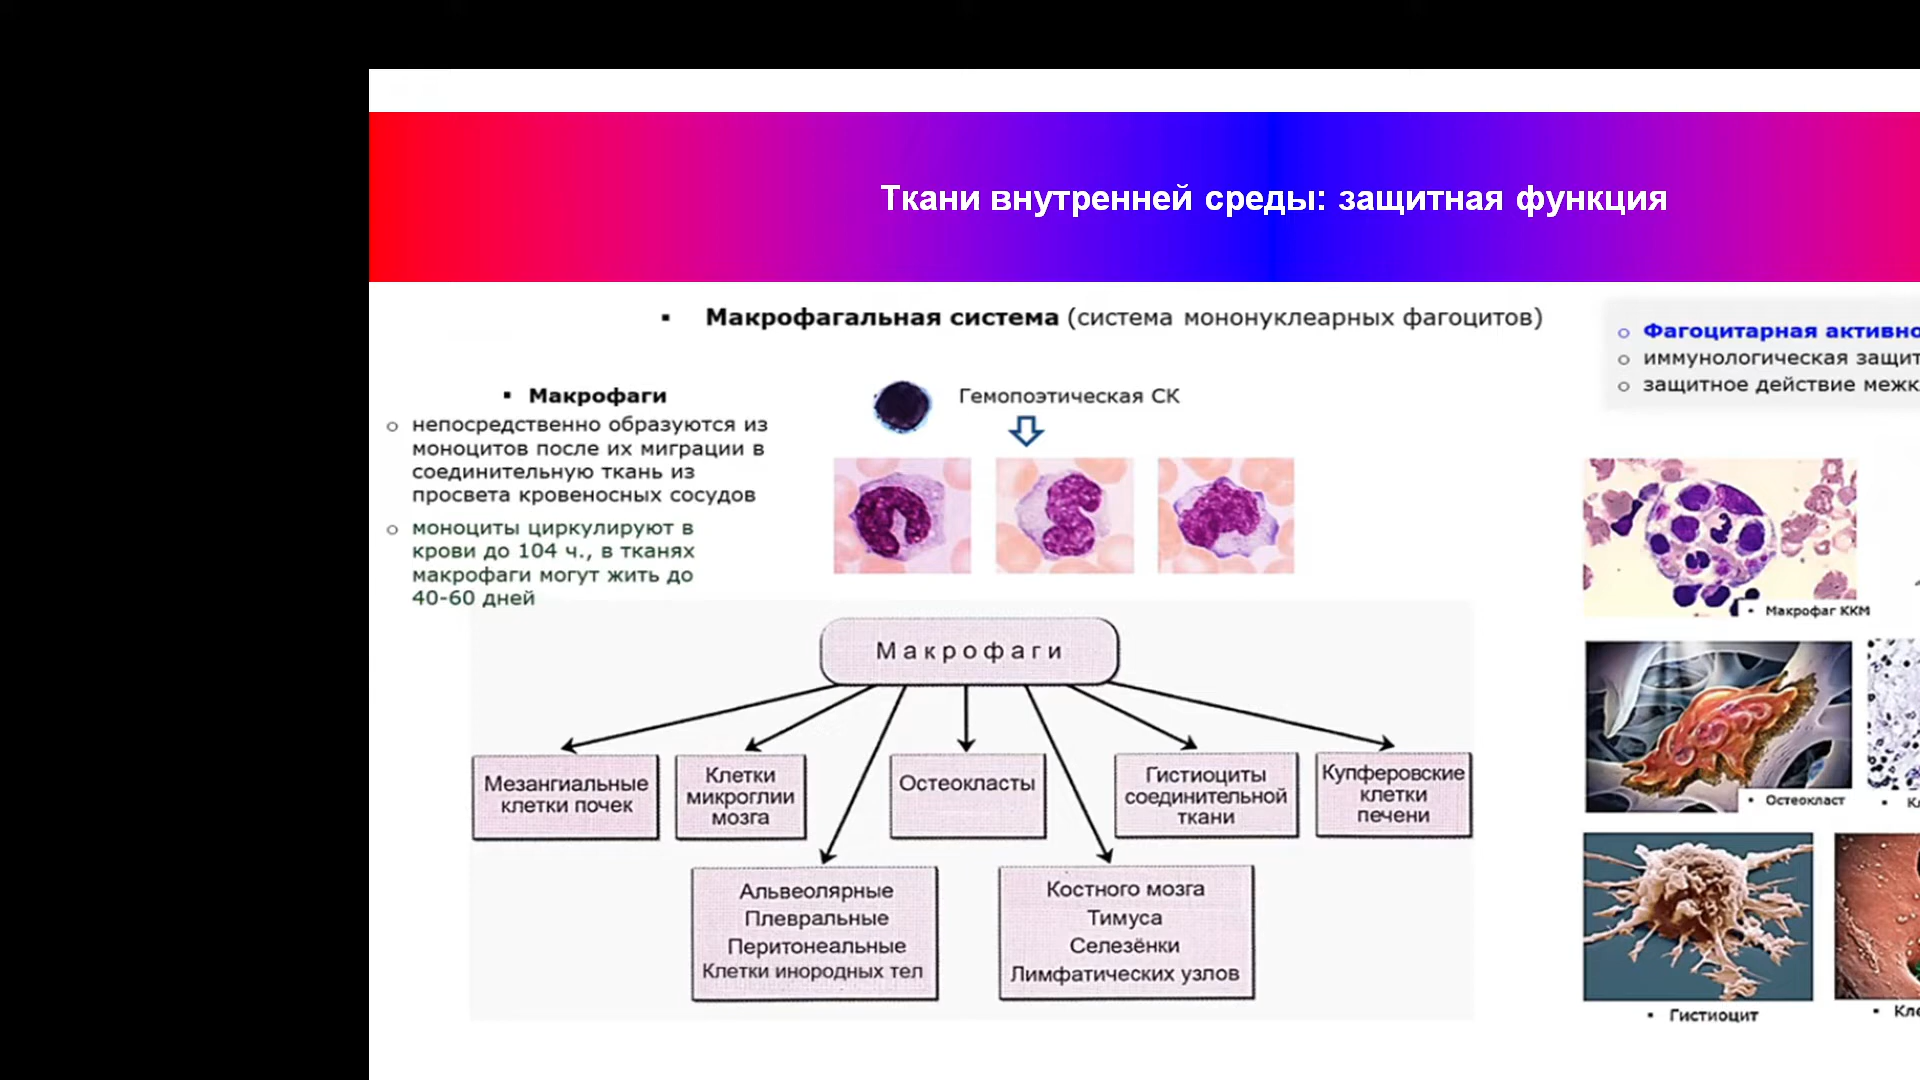 Ткани внутренней среды: защитная функция
▪ Макрофагальная система (система мононуклеарных фагоцитов)
▪ Макрофаги
o непосредственно образуются из
моноцитов после их миграции в
соединительную ткань из
просвета кровеносных сосудов
o моноциты циркулируют в
крови до 104 ч., в тканях
макрофаги могут жить до
40-60 дней
Гемопоэтическая СК
o Фагоцитарная
o иммунологическая
o защитное действие
▪ Макрофаг ККМ
▪ Остеокласт
▪ Гистиоцит
Макрофаги
Мезангиальные
клетки почек
Клетки
микроглии
мозга
Остеокласты
Гистиоциты
соединительной
ткани
Купферовские
клетки
печени
Альвеолярные
Плевральные
Перитонеальные
Клетки инородных тел
Костного мозга
Тимуса
Селезёнки
Лимфатических узлов